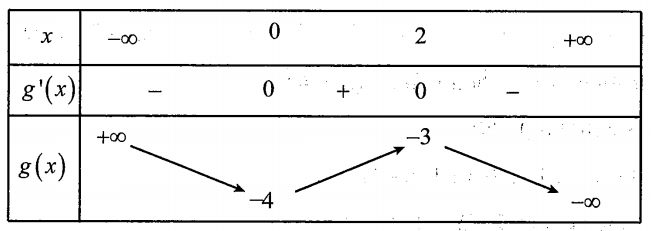 x −∞ 0 2 +∞
g'(x) − 0 + 0 −
+∞ −3
g(x)
−4 −∞